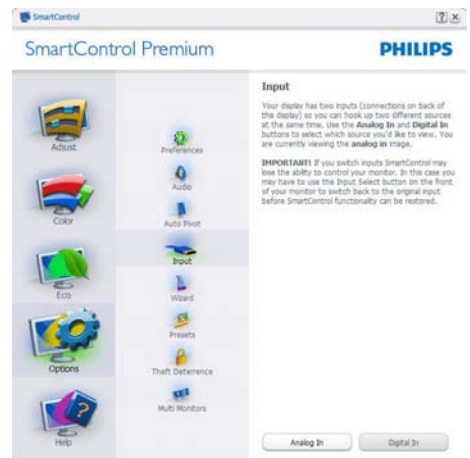 SmartControl
SmartControl Premium
PHILIPS
Adjust
Color
Eco
Options
Help
Preferences
Audio
Auto Pivot
Input
Wizard
Presets
Theft Deterrence
Multi Monitors
Input
Your display has two inputs (connections on back of
this display) so you can hook up two different sources
at the same time. Use the Analog In and Digital In
buttons to select which source you'd like to view. You
are currently viewing the analog in image.
IMPORTANT! If you switch inputs SmartControl may
lose the ability to control your monitor. In this case you
may have to use the Input Select button on the front
of your monitor to switch back to the original input
before SmartControl functionality can be restored.
Analog In
Digital In